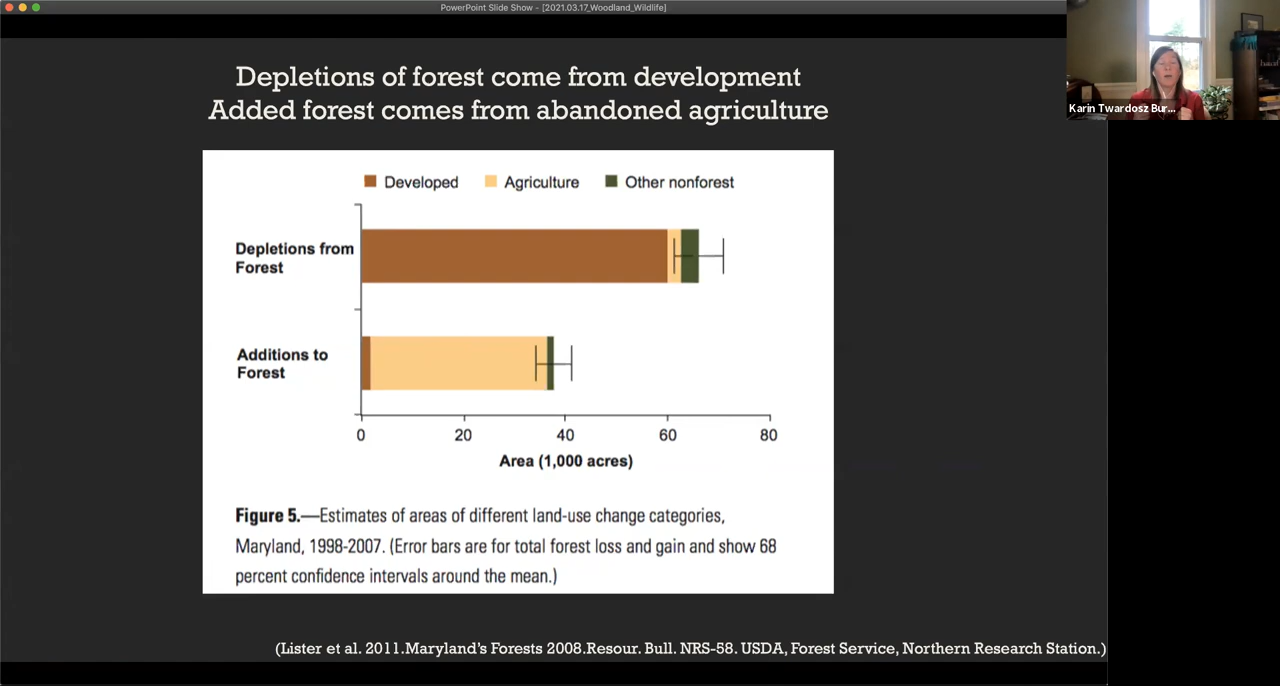 PowerPoint Slide Show - [2021.03.17_Woodland_Wildlife]
Karin Twardosz Bur...
Depletions of forest come from development
Added forest comes from abandoned agriculture
Developed Agriculture Other nonforest
Depletions from
Forest
Additions to
Forest
0 20 40 60 80
Area (1,000 acres)
Figure 5.—Estimates of areas of different land-use change categories,
Maryland, 1998-2007. (Error bars are for total forest loss and gain and show 68
percent confidence intervals around the mean.)
(Lister et al. 2011.Maryland's Forests 2008.Resour. Bull. NRS-58. USDA, Forest Service, Northern Research Station.)